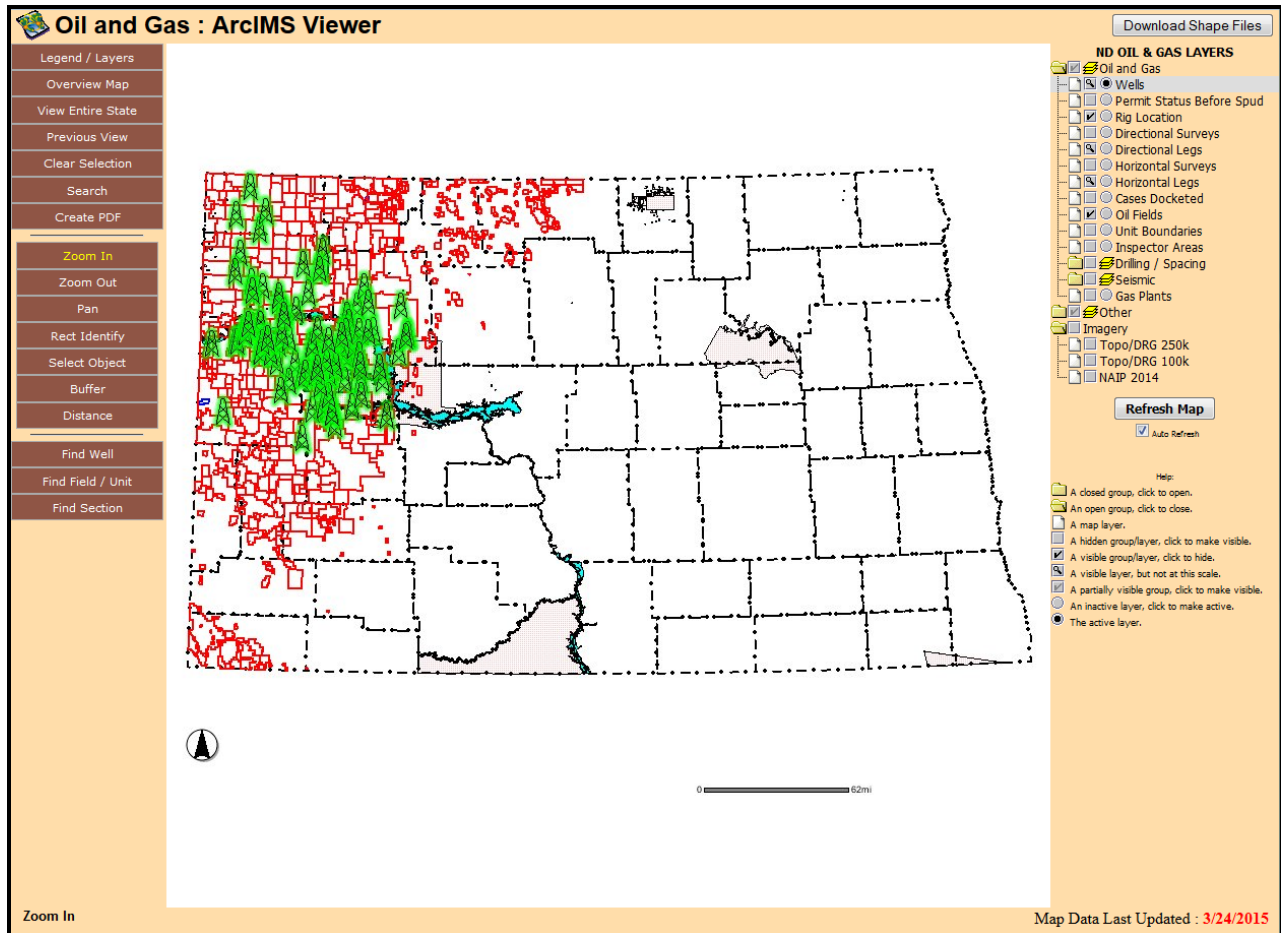 Oil and Gas : ArcIMS Viewer
Download Shape Files
Legend / Layers
Overview Map
View Entire State
Previous View
Clear Selection
Search
Create PDF
Zoom In
Zoom Out
Pan
Rect Identify
Select Object
Buffer
Distance
Find Well
Find Field / Unit
Find Section
0
62mi
ND OIL & GAS LAYERS
Oil and Gas
Wells
Permit Status Before Spud
Rig Location
Directional Surveys
Directional Legs
Horizontal Surveys
Horizontal Legs
Cases Docketed
Oil Fields
Unit Boundaries
Inspector Areas
Drilling / Spacing
Seismic
Gas Plants
Other
Imagery
Topo/DRG 250k
Topo/DRG 100k
NAIP 2014
Refresh Map
Auto Refresh
Help:
A closed group, click to open.
An open group, click to close.
A map layer.
A hidden group/layer, click to make visible.
A visible group/layer, click to hide.
A visible layer, but not at this scale.
A partially visible group, click to make visible.
An inactive layer, click to make active.
The active layer.
Zoom In
Map Data Last Updated : 3/24/2015